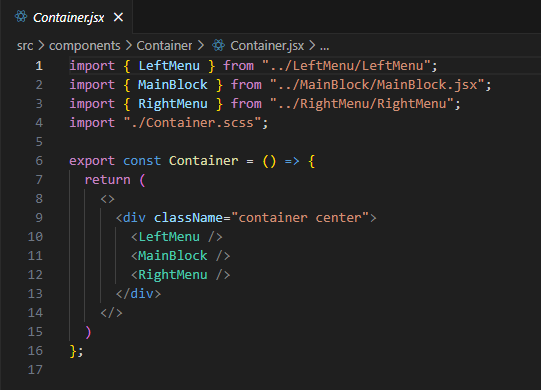 Container.jsx ×
src > components > Container > Container.jsx > ...
1 import { LeftMenu } from "../LeftMenu/LeftMenu";
2 import { MainBlock } from "../MainBlock/MainBlock.jsx";
3 import { RightMenu } from "../RightMenu/RightMenu";
4 import "./Container.scss";
5
6 export const Container = () => {
7   return (
8     <>
9       <div className="container center">
10         <LeftMenu />
11         <MainBlock />
12         <RightMenu />
13       </div>
14     </>
15   )
16 };
17